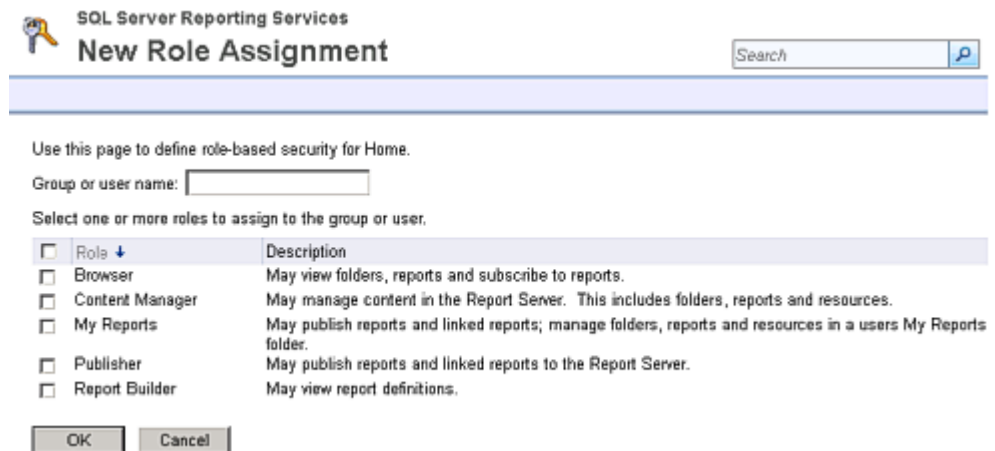 SQL Server Reporting Services
New Role Assignment
Search
Use this page to define role-based security for Home.
Group or user name:
Select one or more roles to assign to the group or user.
Role Description
Browser May view folders, reports and subscribe to reports.
Content Manager May manage content in the Report Server. This includes folders, reports and resources.
My Reports May publish reports and linked reports; manage folders, reports and resources in a users My Reports
folder.
Publisher May publish reports and linked reports to the Report Server.
Report Builder May view report definitions.
OK Cancel